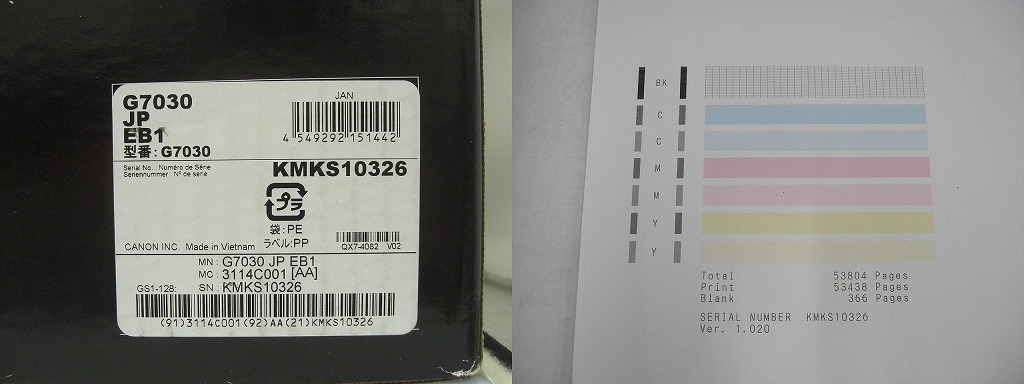 G7030
JP
EB1
型番：G7030
JAN
4 549292 151442
Serial No. : Numéro de Série
Seriennummer : N° de serie
KMKS10326
プラ
袋：PE
ラベル：PP
CANON INC. Made in Vietnam
QX7-4082 V02
MN : G7030 JP EB1
MC : 3114C001 [AA]
GS1-128: SN : KMKS10326
(91)3114C001(92)AA(21)KMKS10326
BK
C
C
M
M
Y
Y
Total 53804 Pages
Print 53438 Pages
Blank 366 Pages
SERIAL NUMBER KMKS10326
Ver. 1.020